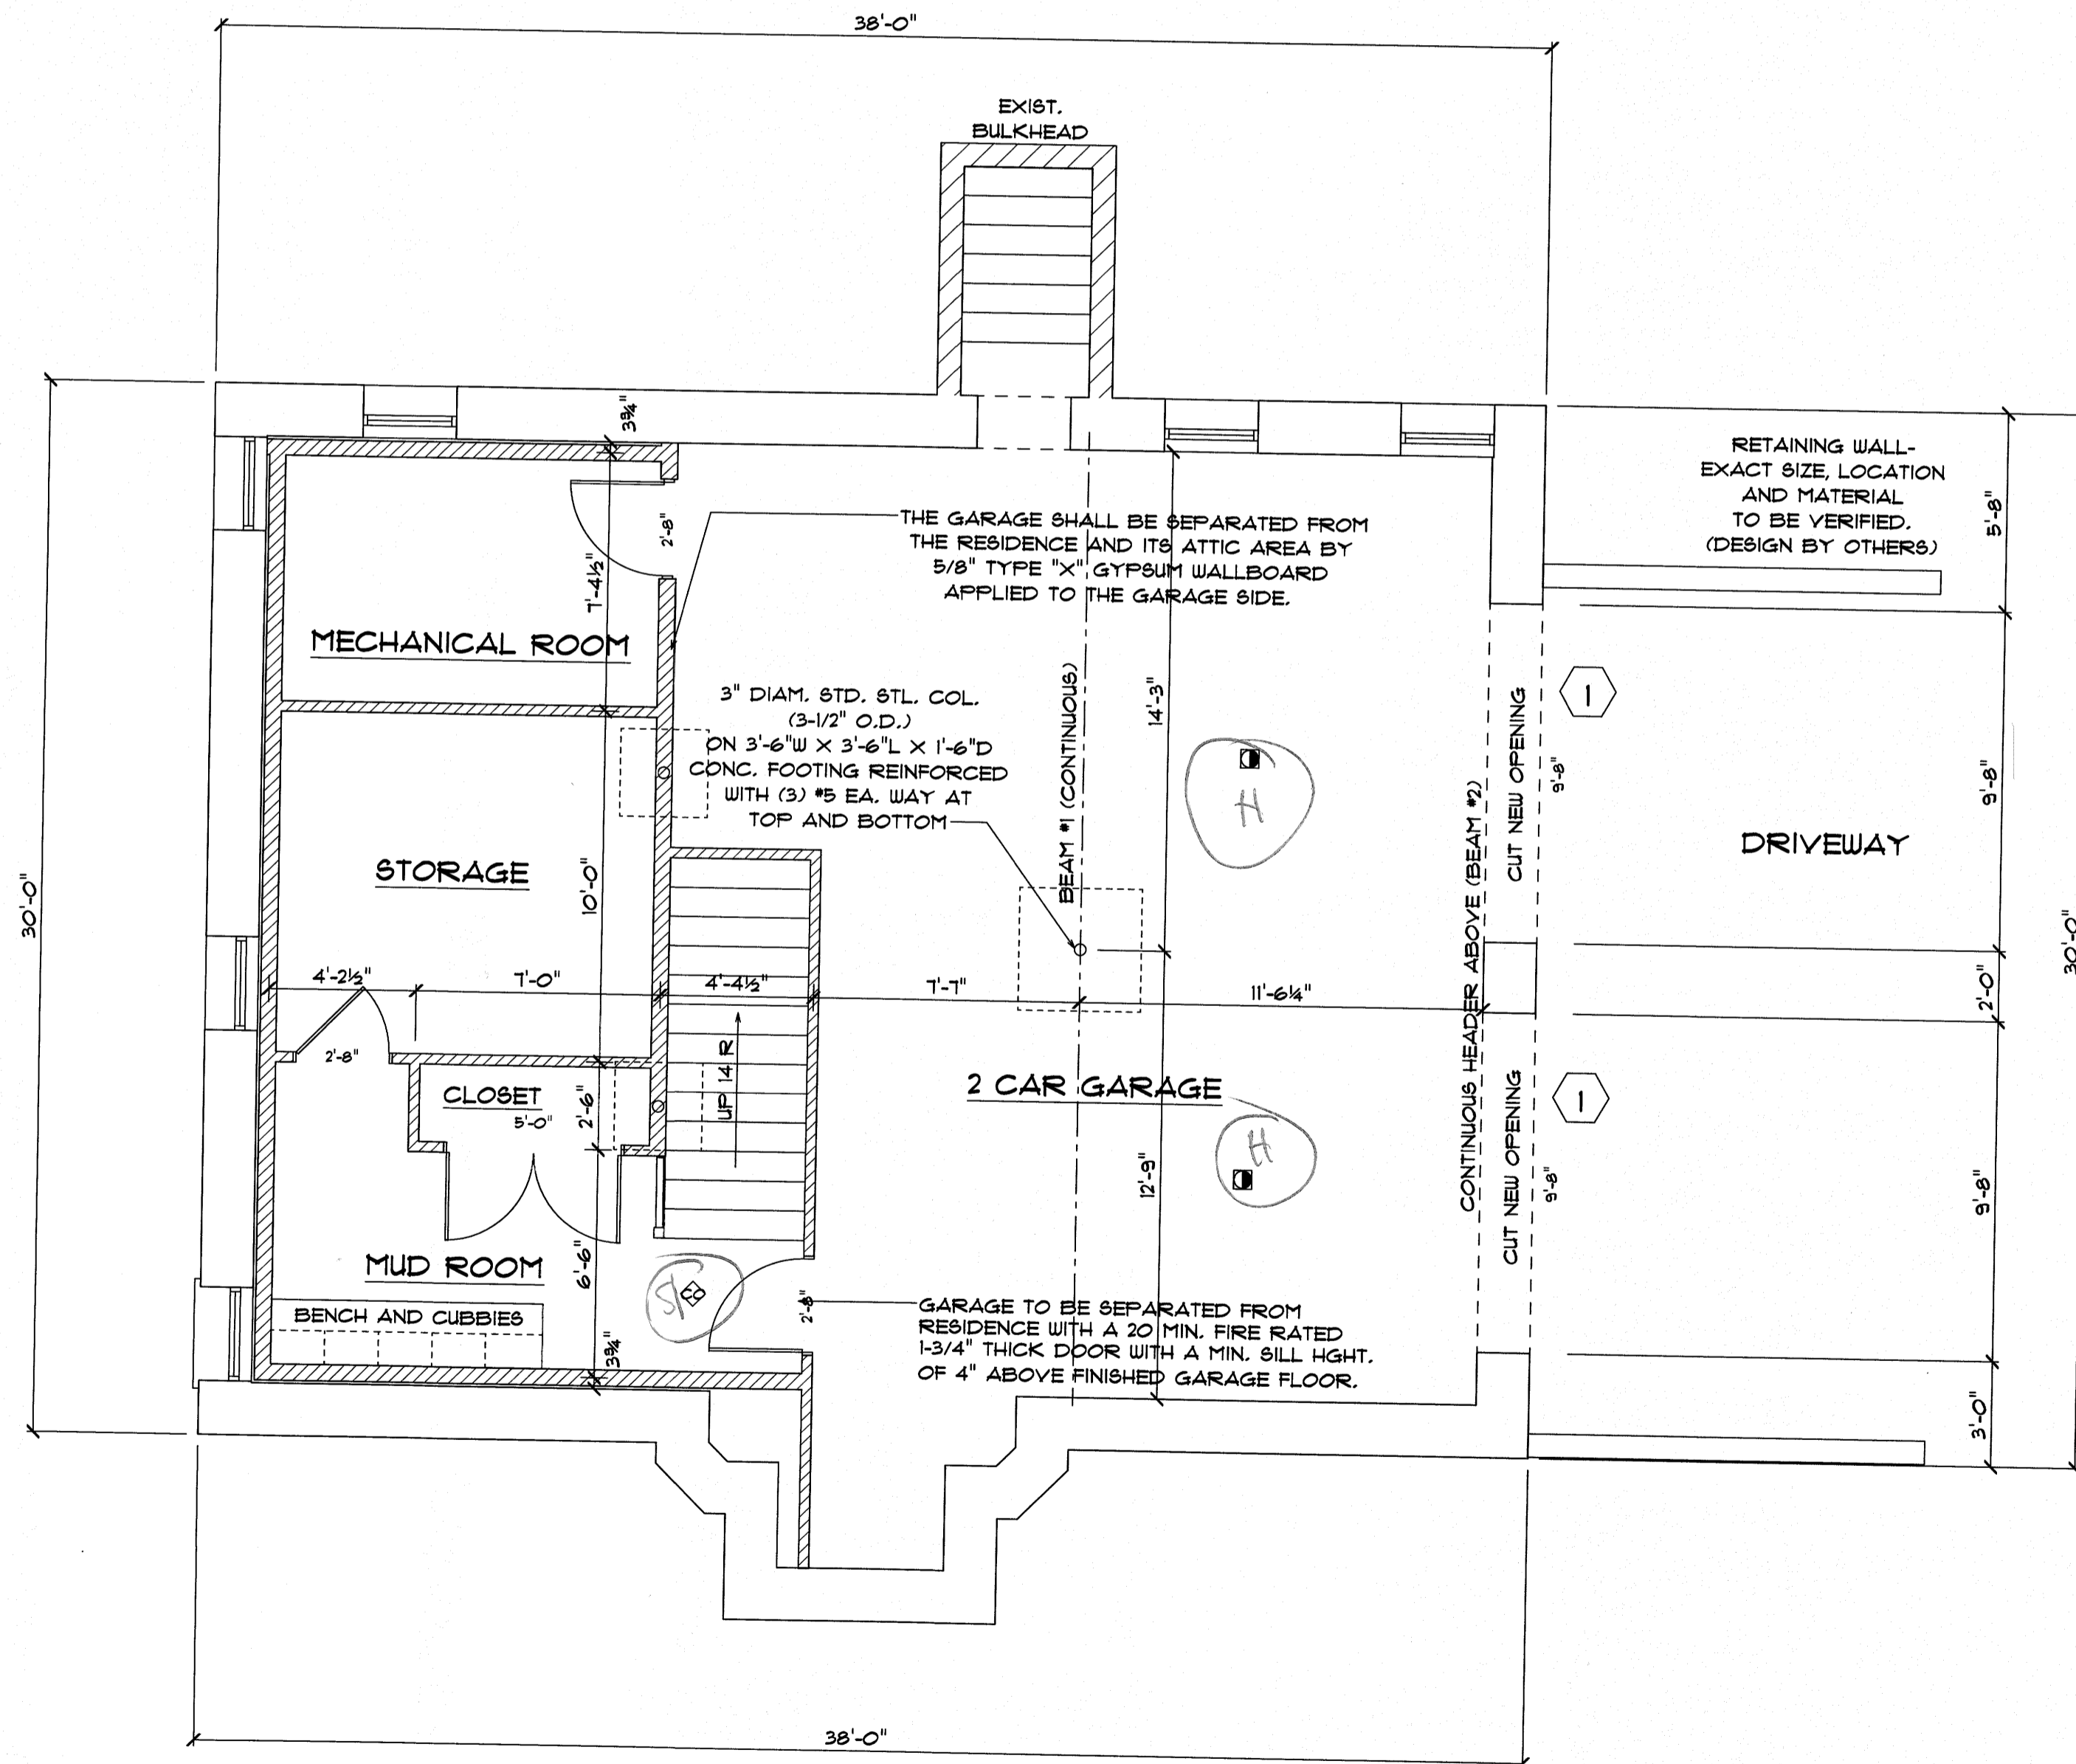 38'-0"
EXIST.
BULKHEAD
3¾"
RETAINING WALL-
EXACT SIZE, LOCATION
AND MATERIAL
TO BE VERIFIED.
(DESIGN BY OTHERS)
5'-8"
2'-8"
THE GARAGE SHALL BE SEPARATED FROM
THE RESIDENCE AND ITS ATTIC AREA BY
5/8" TYPE "X" GYPSUM WALLBOARD
APPLIED TO THE GARAGE SIDE.
7'-4½"
MECHANICAL ROOM
3" DIAM. STD. STL. COL.
(3-1/2" O.D.)
ON 3'-6"W X 3'-6"L X 1'-6"D
CONC. FOOTING REINFORCED
WITH (3) #5 EA. WAY AT
TOP AND BOTTOM
BEAM #1 (CONTINUOUS)
14'-3"
H
CONTINUOUS HEADER ABOVE (BEAM #2)
CUT NEW OPENING
9'-8"
1
9'-8"
DRIVEWAY
STORAGE
10'-0"
30'-0"
30'-0"
4'-2½"
7'-0"
4'-4½"
7'-7"
11'-6¼"
2'-0"
2'-8"
CLOSET
5'-0"
2'-6"
UP 14 R
2 CAR GARAGE
H
12'-9"
CUT NEW OPENING
9'-8"
1
9'-8"
MUD ROOM
6'-6"
S/
CO
2'-8"
BENCH AND CUBBIES
3¾"
GARAGE TO BE SEPARATED FROM
RESIDENCE WITH A 20 MIN. FIRE RATED
1-3/4" THICK DOOR WITH A MIN. SILL HGHT.
OF 4" ABOVE FINISHED GARAGE FLOOR.
3'-0"
38'-0"